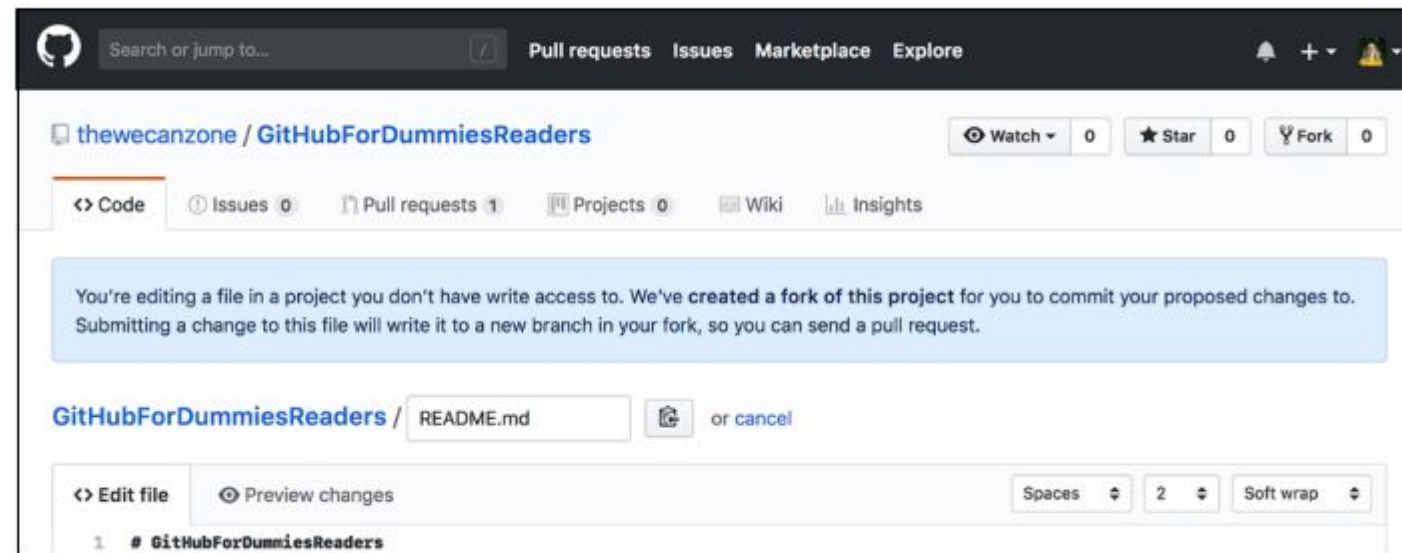 Search or jump to... / Pull requests Issues Marketplace Explore
thewecanzone / GitHubForDummiesReaders Watch 0 Star 0 Fork 0
<> Code Issues 0 Pull requests 1 Projects 0 Wiki Insights
You're editing a file in a project you don't have write access to. We've created a fork of this project for you to commit your proposed changes to.
Submitting a change to this file will write it to a new branch in your fork, so you can send a pull request.
GitHubForDummiesReaders / README.md or cancel
<> Edit file Preview changes Spaces 2 Soft wrap
1 # GitHubForDummiesReaders